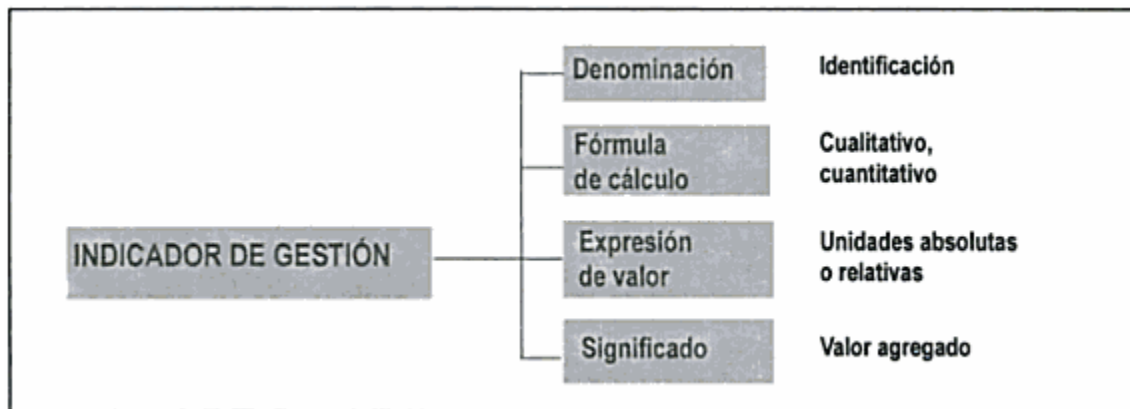 Denominación
Identificación
Fórmula
de cálculo
Cualitativo,
cuantitativo
INDICADOR DE GESTIÓN
Expresión
de valor
Unidades absolutas
o relativas
Significado
Valor agregado